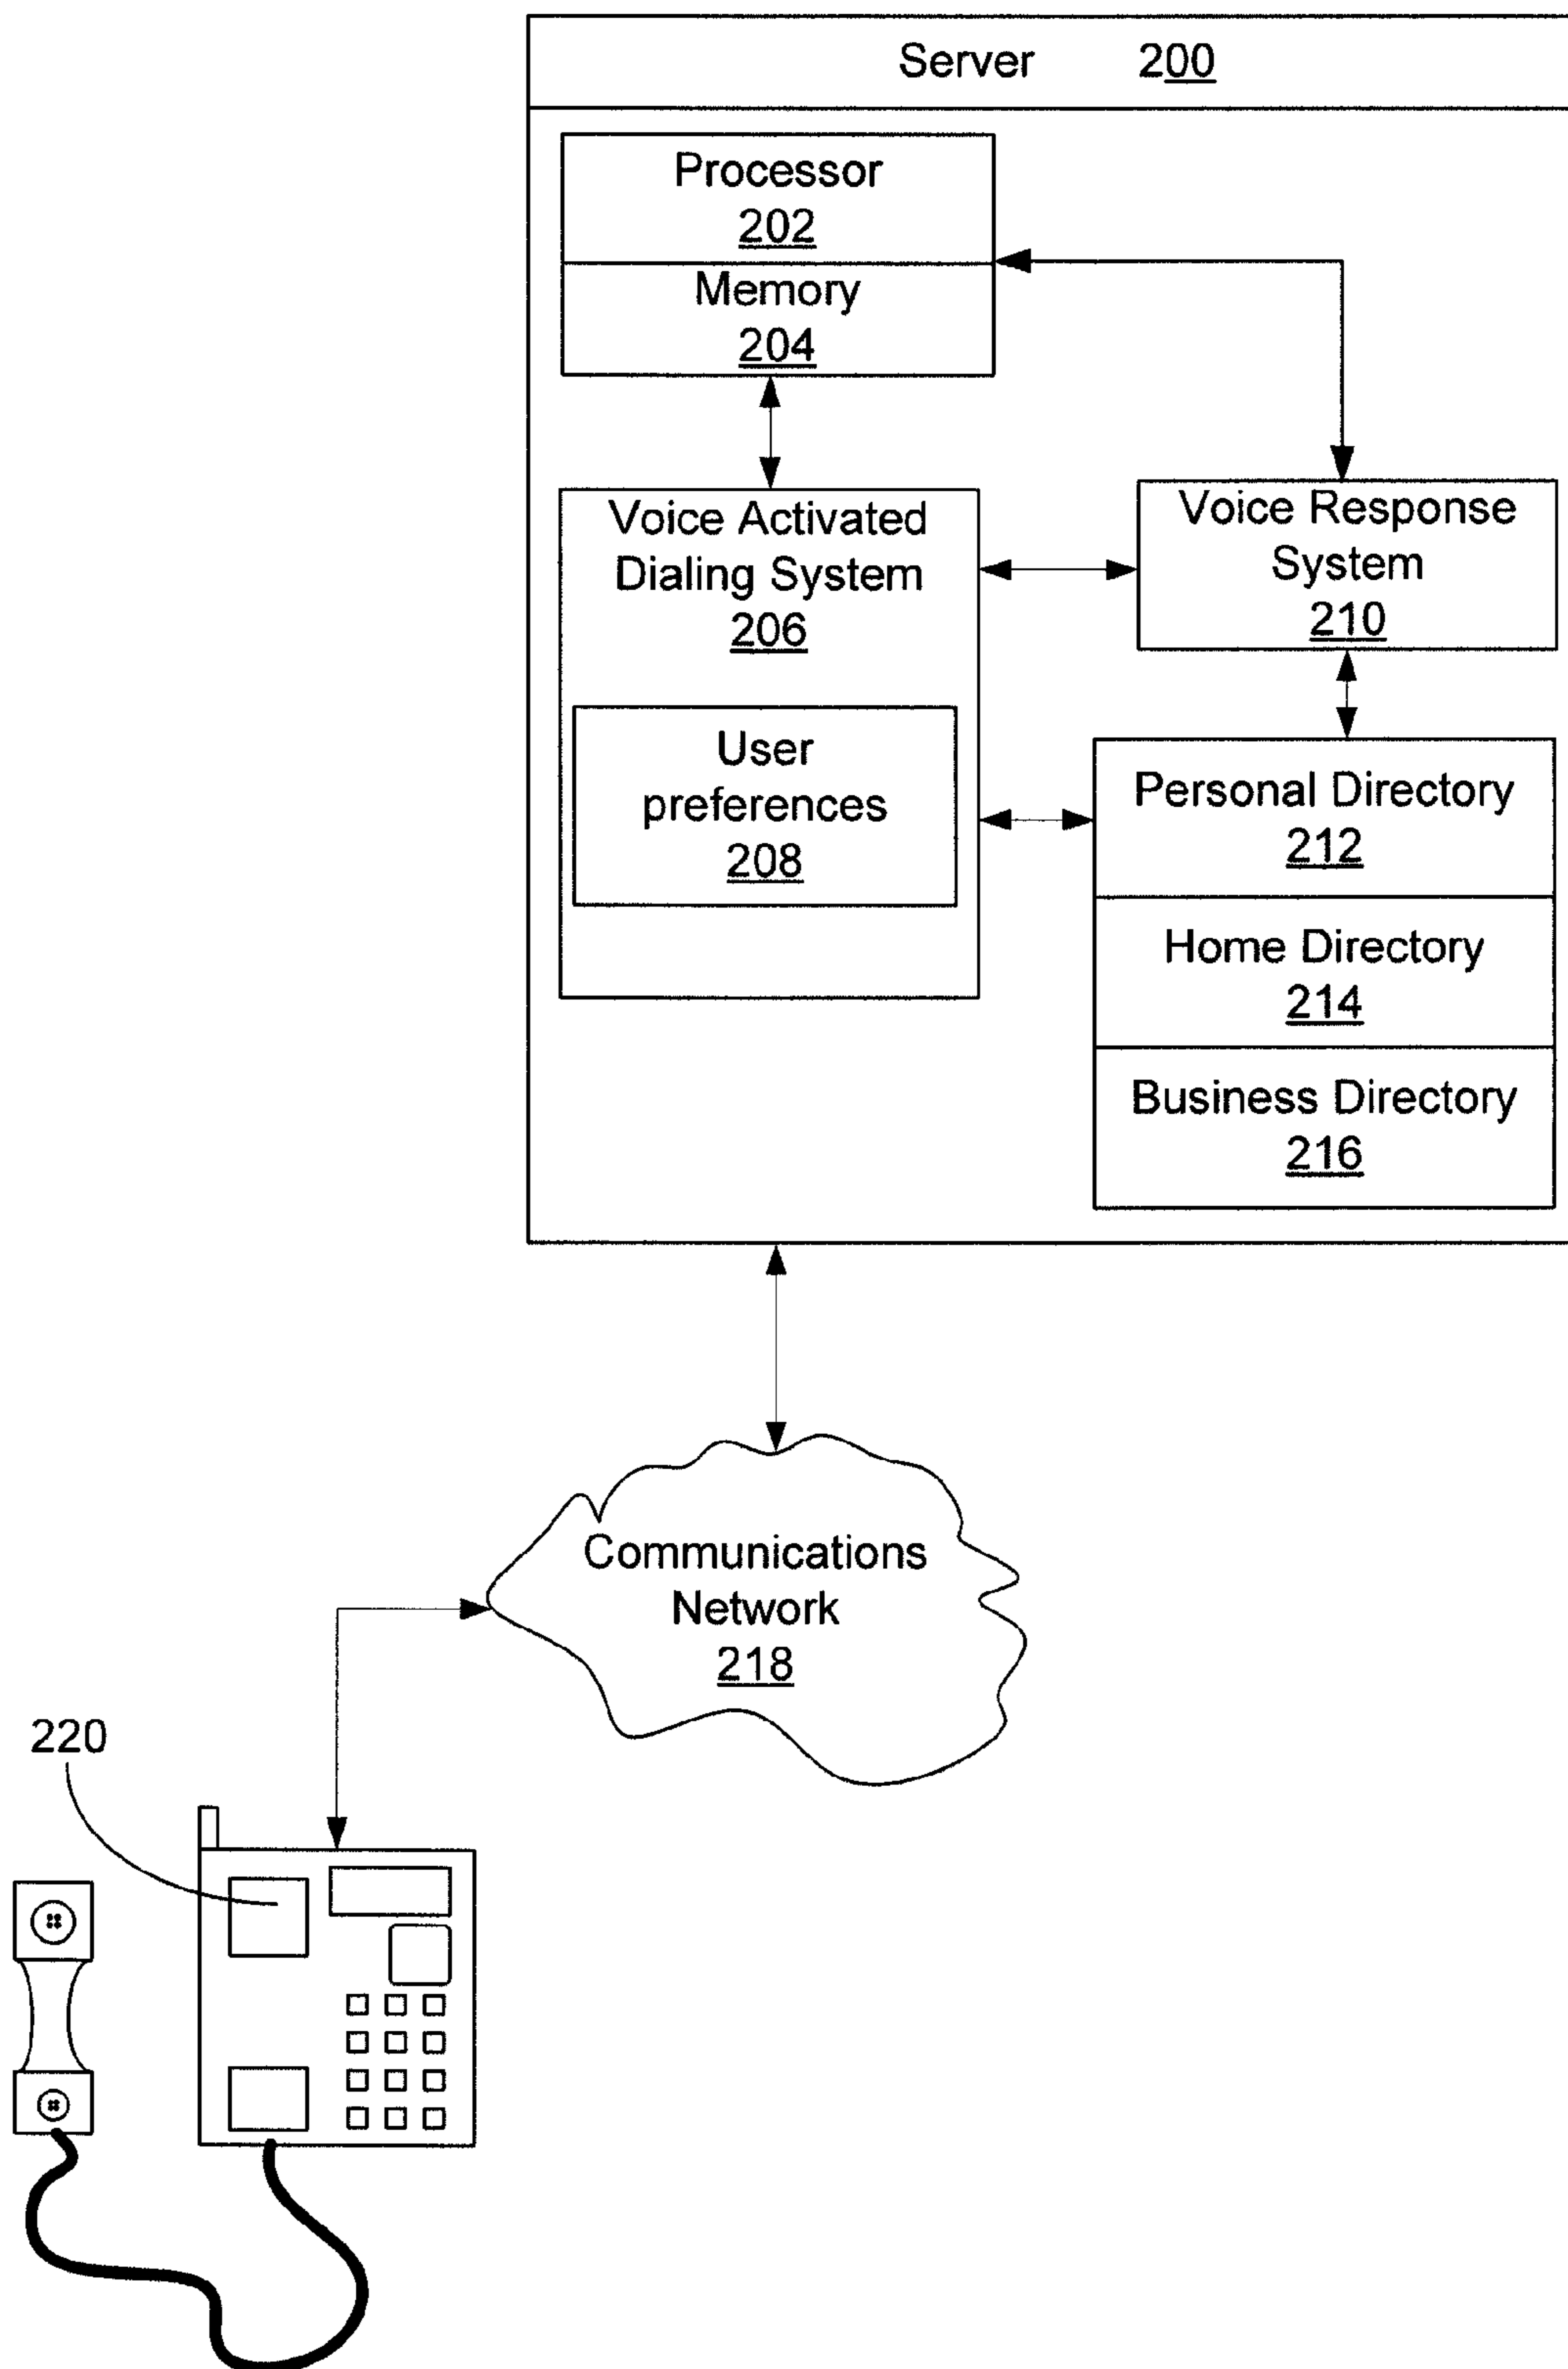 Server 200
Processor
202
Memory
204
Voice Activated
Dialing System
206
User
preferences
208
Voice Response
System
210
Personal Directory
212
Home Directory
214
Business Directory
216
Communications
Network
218
220